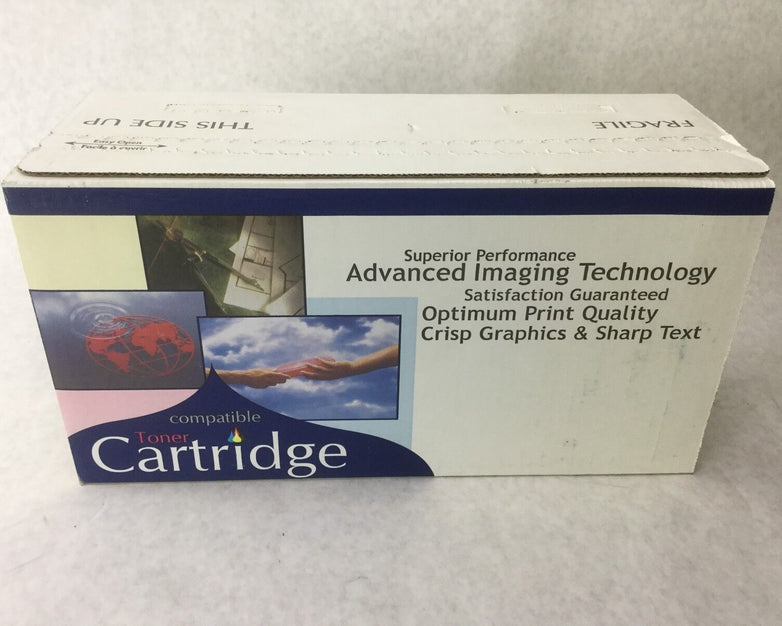 THIS SIDE UP
FRAGILE
Easy Open
Facile à ouvrir
Superior Performance
Advanced Imaging Technology
Satisfaction Guaranteed
Optimum Print Quality
Crisp Graphics & Sharp Text
compatible
Toner
Cartridge